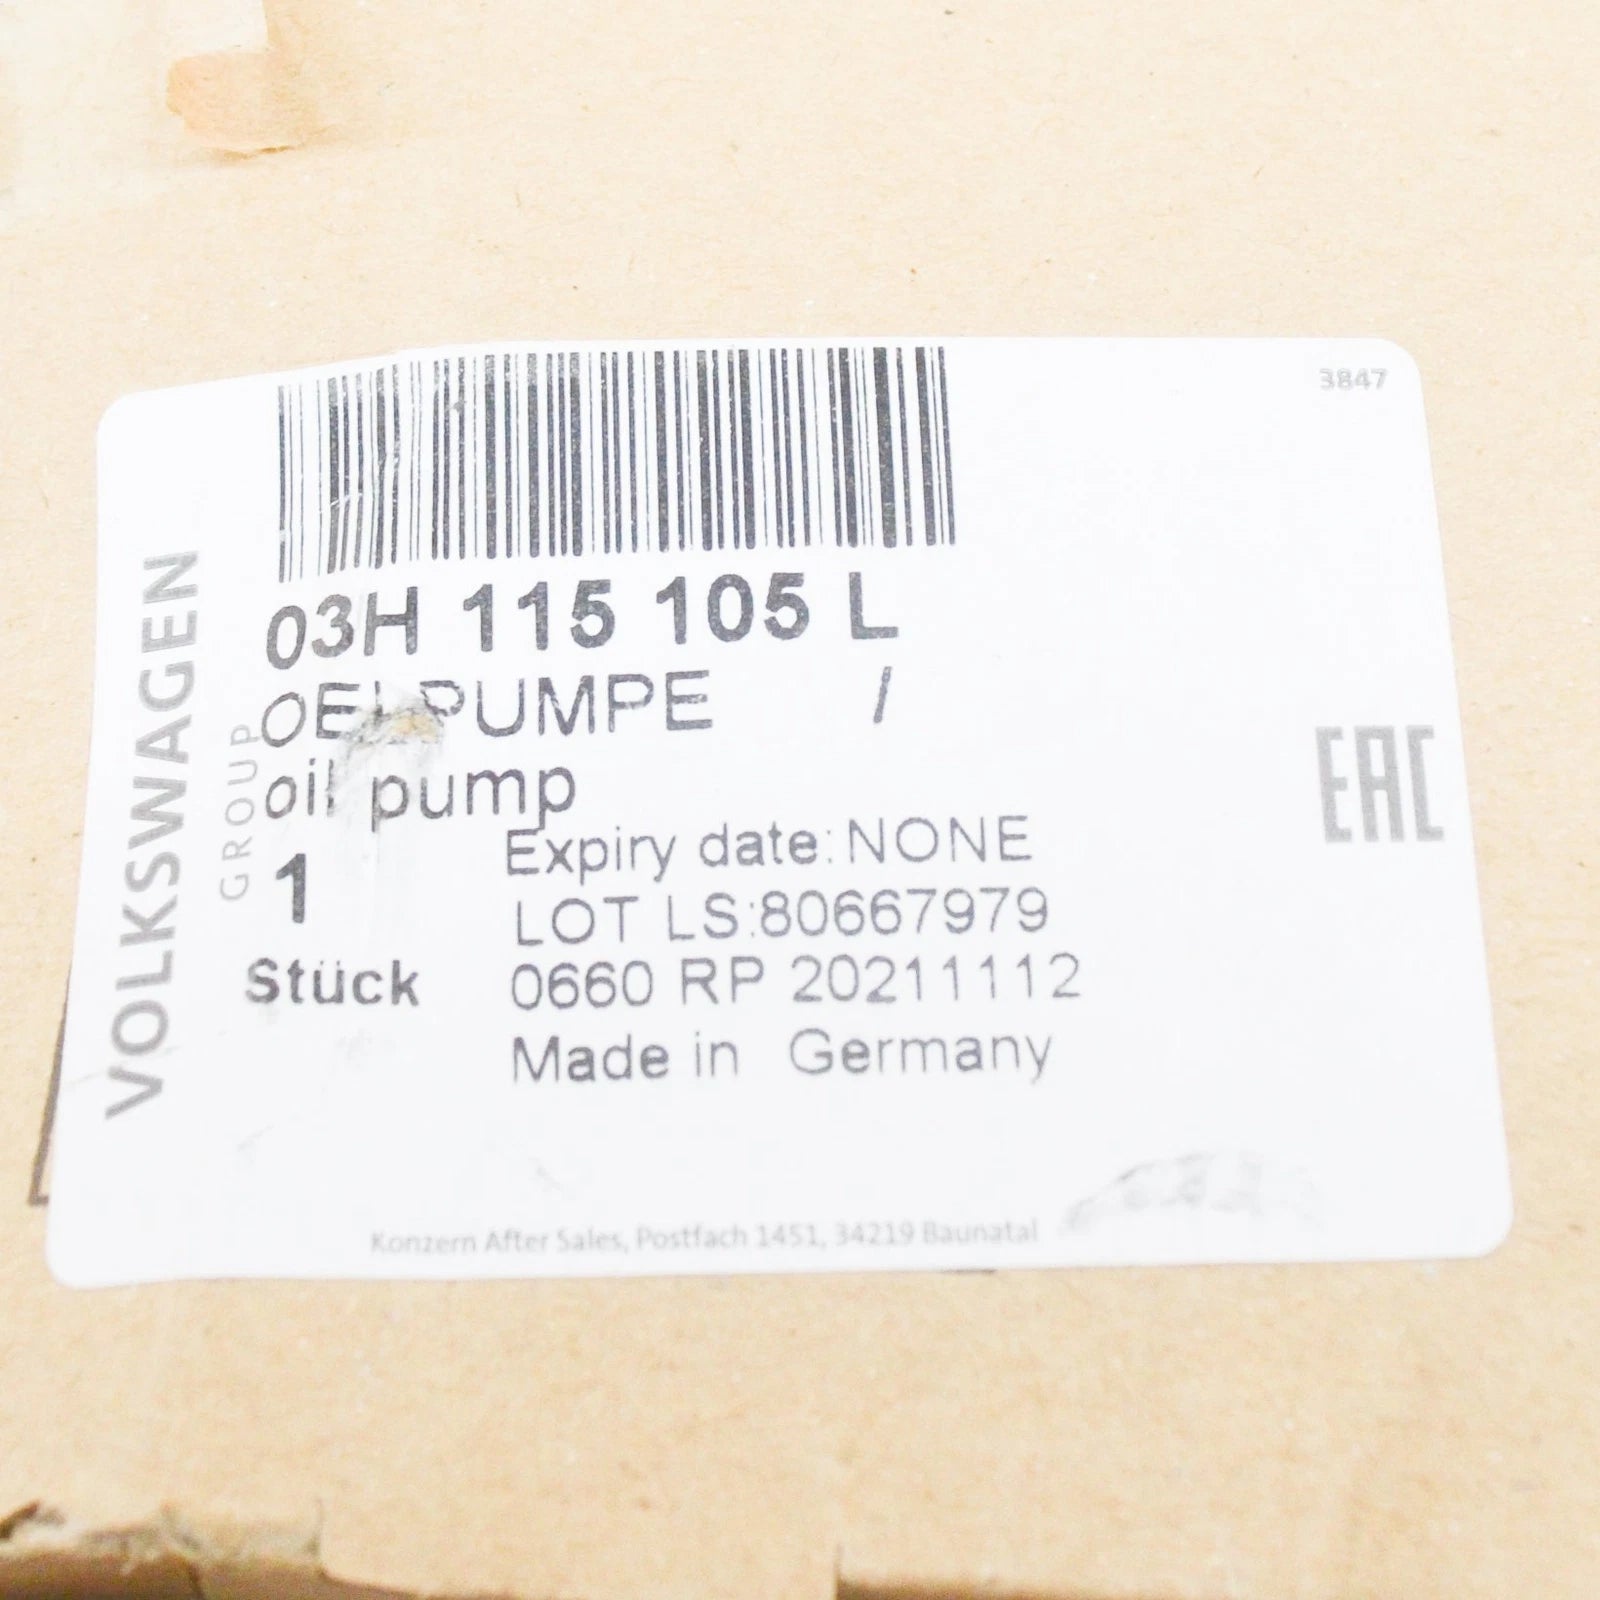 3847
03H 115 105 L
OELPUMPE /
oil pump
1
Stück
Expiry date:NONE
LOT LS:80667979
0660 RP 20211112
Made in Germany
VOLKSWAGEN
GROUP
EAC
Konzern After Sales, Postfach 1451, 34219 Baunatal